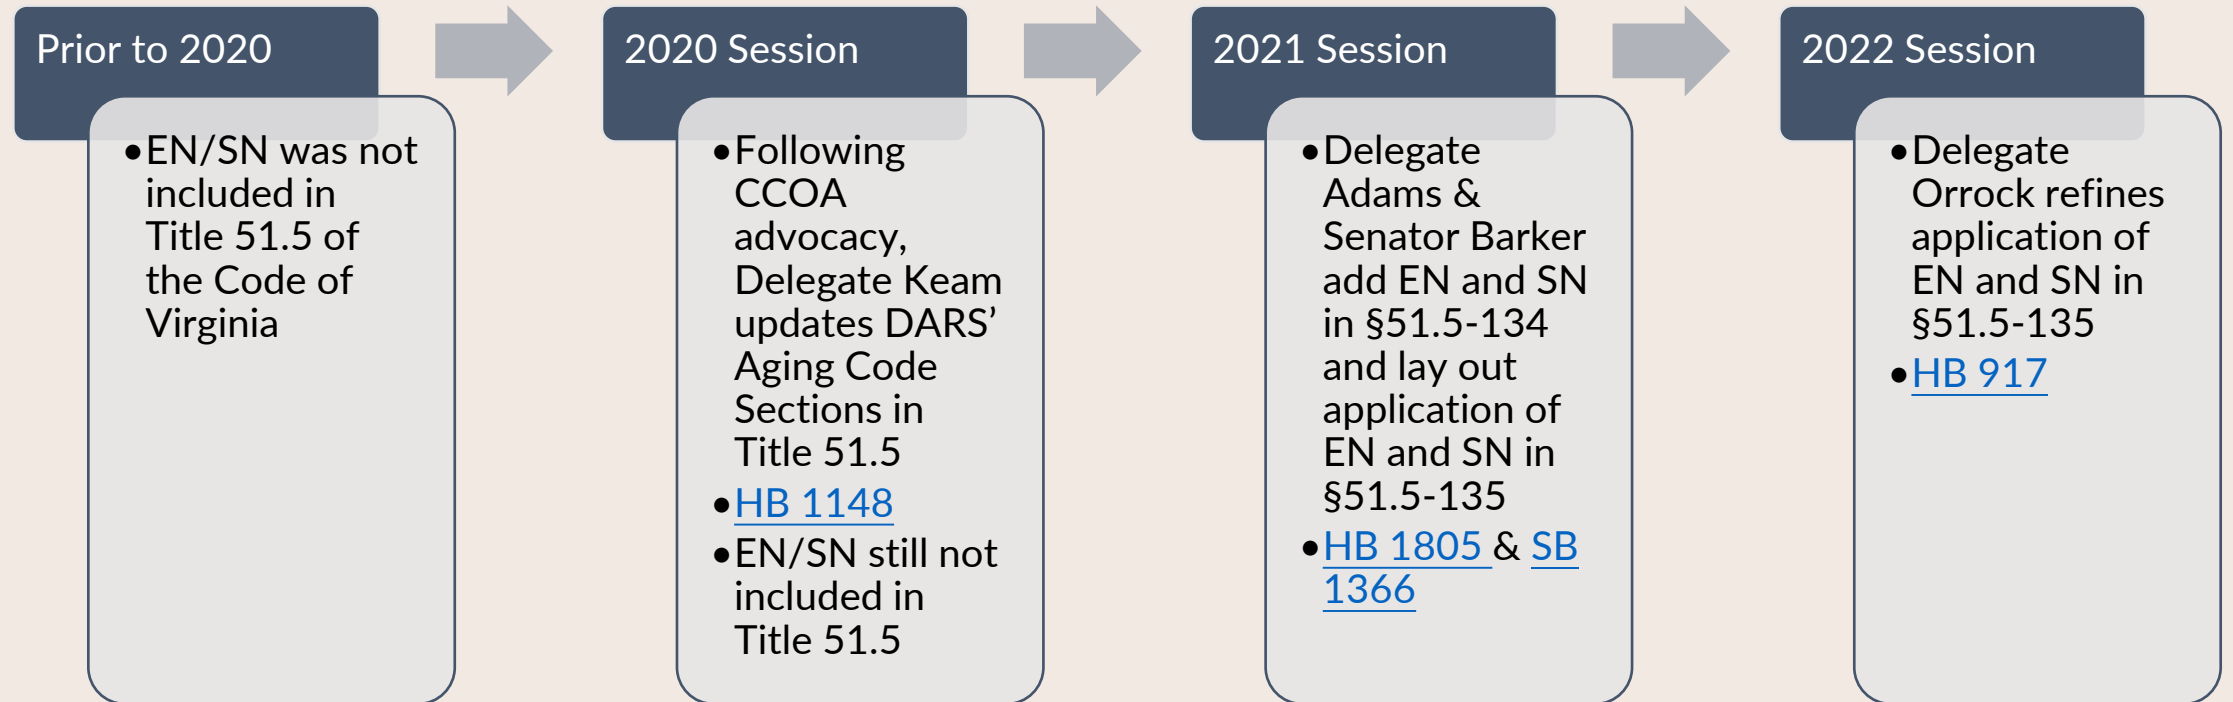 Prior to 2020
•EN/SN was not
included in
Title 51.5 of
the Code of
Virginia
2020 Session
•Following
CCOA
advocacy,
Delegate Keam
updates DARS’
Aging Code
Sections in
Title 51.5
•HB 1148
•EN/SN still not
included in
Title 51.5
2021 Session
•Delegate
Adams &
Senator Barker
add EN and SN
in §51.5-134
and lay out
application of
EN and SN in
§51.5-135
•HB 1805 & SB
1366
2022 Session
•Delegate
Orrock refines
application of
EN and SN in
§51.5-135
•HB 917